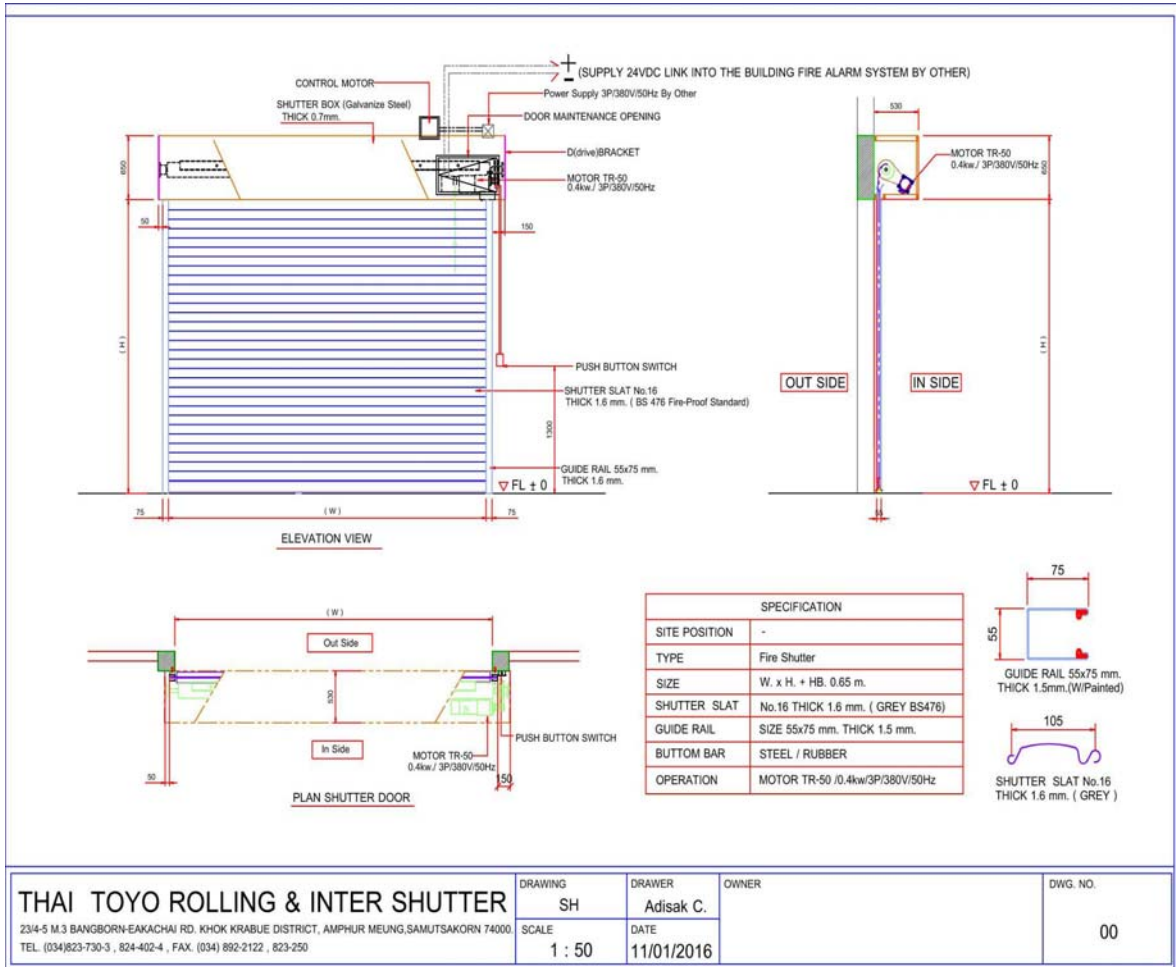 (SUPPLY 24VDC LINK INTO THE BUILDING FIRE ALARM SYSTEM BY OTHER)
CONTROL MOTOR
Power Supply 3P/380V/50Hz By Other
SHUTTER BOX (Galvanize Steel)
THICK 0.7mm.
DOOR MAINTENANCE OPENING
D(drive)BRACKET
MOTOR TR-50
0.4kw./ 3P/380V/50Hz
650
50
150
( H )
PUSH BUTTON SWITCH
SHUTTER SLAT No.16
THICK 1.6 mm. ( BS 476 Fire-Proof Standard)
1300
GUIDE RAIL 55x75 mm.
THICK 1.6 mm.
FL ± 0
75
( W )
75
ELEVATION VIEW
530
MOTOR TR-50
0.4kw./ 3P/380V/50Hz
650
( H )
OUT SIDE
IN SIDE
FL ± 0
55
( W )
Out Side
530
In Side
MOTOR TR-50
0.4kw./ 3P/380V/50Hz
PUSH BUTTON SWITCH
50
150
PLAN SHUTTER DOOR
SPECIFICATION
SITE POSITION -
TYPE Fire Shutter
SIZE W. x H. + HB. 0.65 m.
SHUTTER SLAT No.16 THICK 1.6 mm. ( GREY BS476)
GUIDE RAIL SIZE 55x75 mm. THICK 1.5 mm.
BUTTOM BAR STEEL / RUBBER
OPERATION MOTOR TR-50 /0.4kw/3P/380V/50Hz
75
55
GUIDE RAIL 55x75 mm.
THICK 1.5mm.(W/Painted)
105
SHUTTER SLAT No.16
THICK 1.6 mm. ( GREY )
THAI TOYO ROLLING & INTER SHUTTER
23/4-5 M.3 BANGBORN-EAKACHAI RD. KHOK KRABUE DISTRICT, AMPHUR MEUNG,SAMUTSAKORN 74000.
TEL. (034)823-730-3 , 824-402-4 , FAX. (034) 892-2122 , 823-250
DRAWING
SH
SCALE
1 : 50
DRAWER
Adisak C.
DATE
11/01/2016
OWNER
DWG. NO.
00